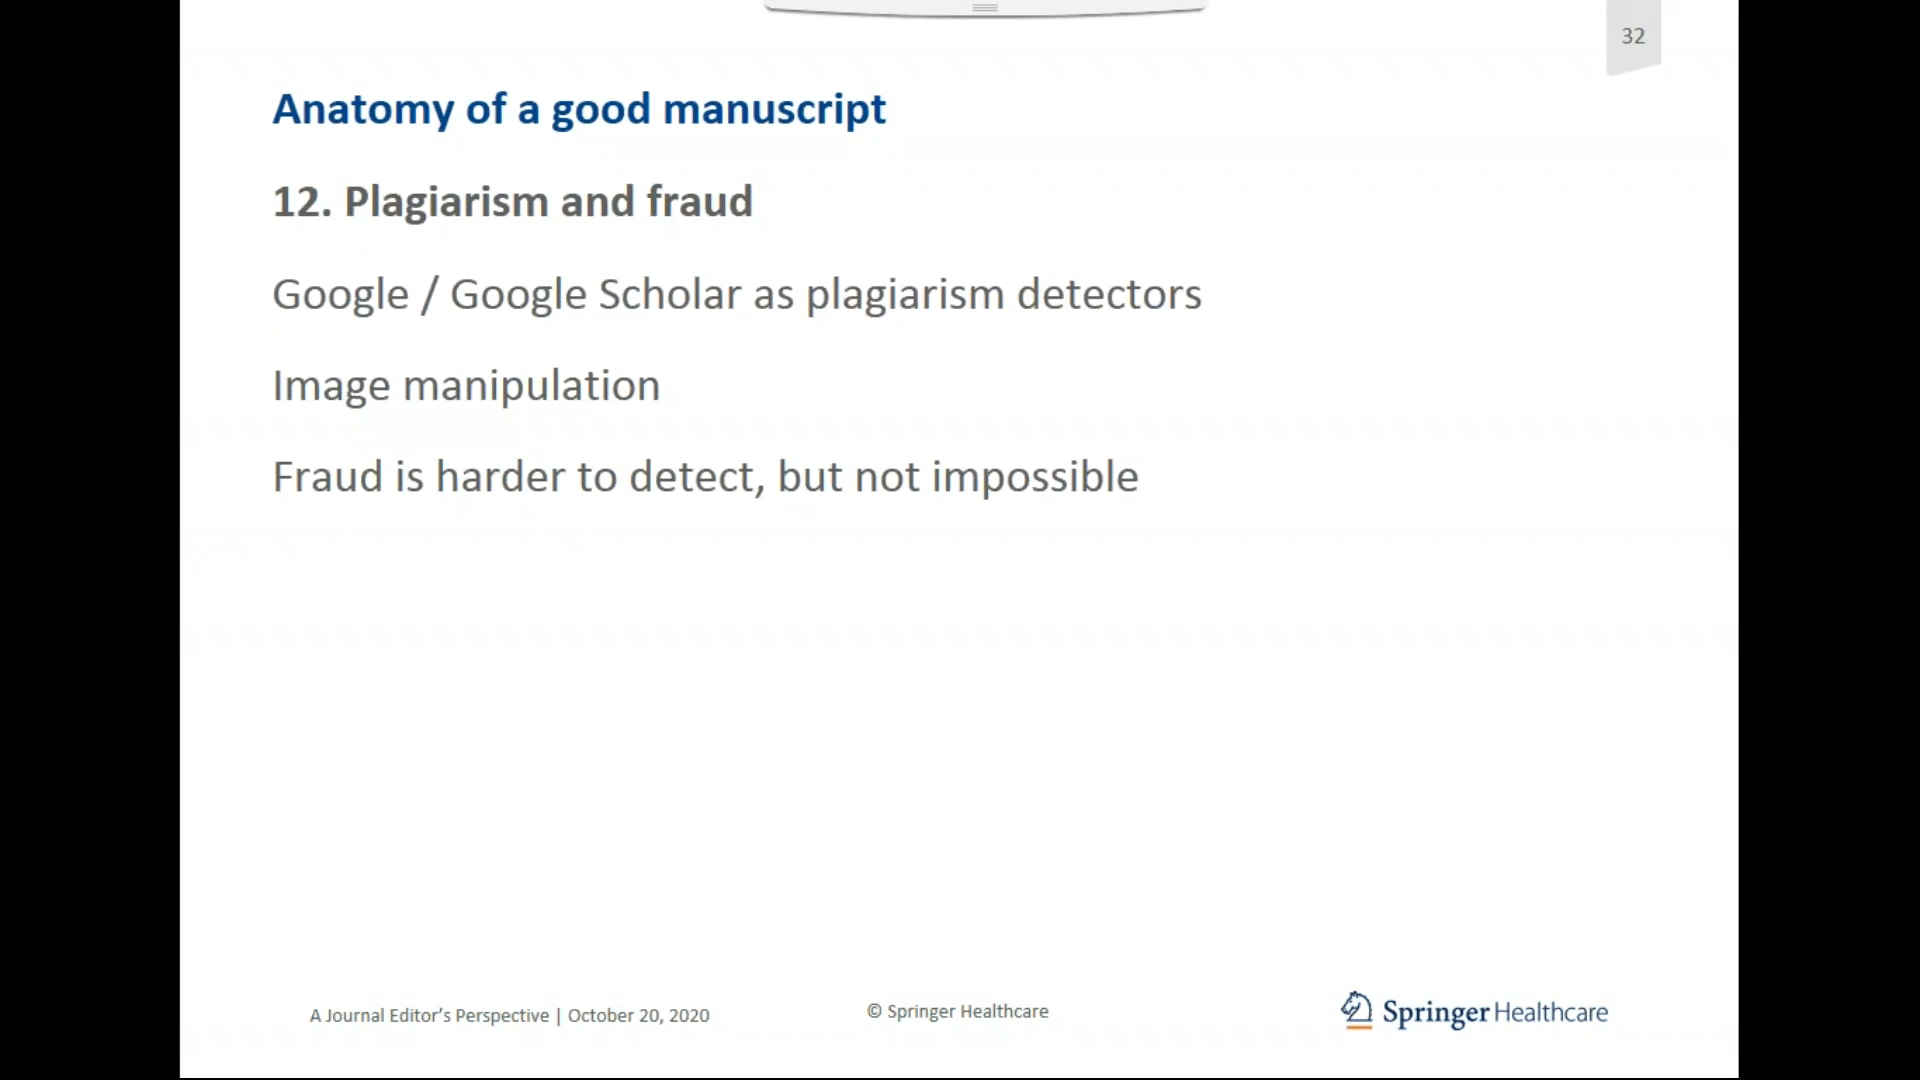 32
Anatomy of a good manuscript
12. Plagiarism and fraud
Google / Google Scholar as plagiarism detectors
Image manipulation
Fraud is harder to detect, but not impossible
A Journal Editor’s Perspective | October 20, 2020
© Springer Healthcare
Springer Healthcare